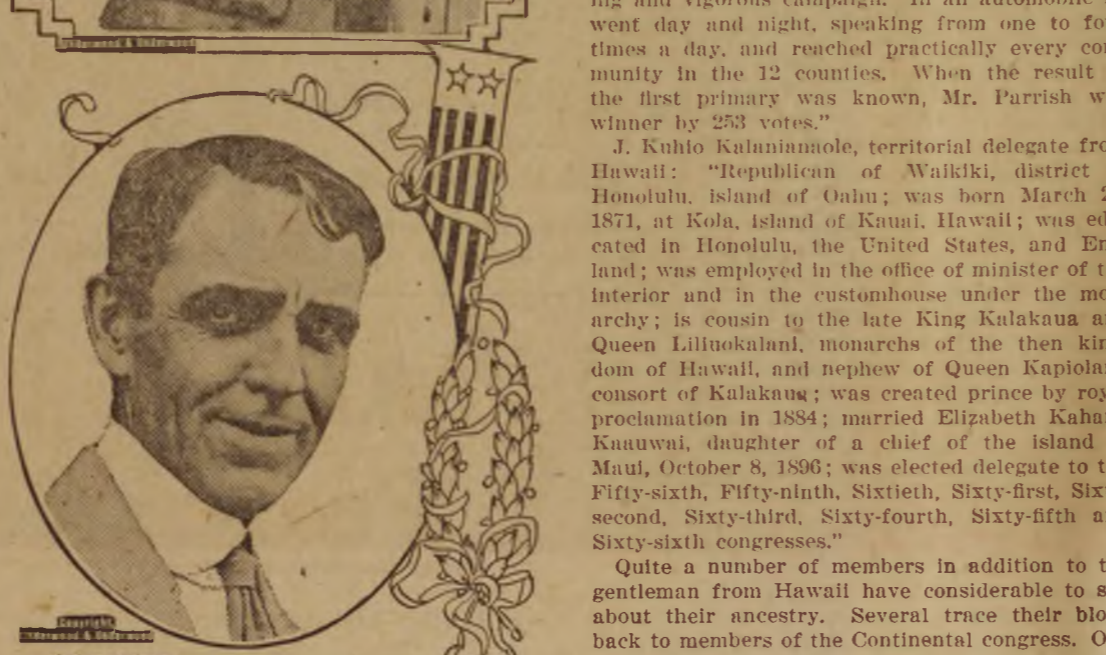 Underwood & Underwood
Copyright,
Underwood & Underwood
ing and vigorous campaign. In an automobile
went day and night, speaking from one to fo
times a day, and reached practically every co
munity in the 12 counties. When the result
the first primary was known, Mr. Parrish w
winner by 253 votes."
J. Kuhio Kalanianaole, territorial delegate fro
Hawaii: "Republican of Waikiki, district
Honolulu, island of Oahu; was born March 2
1871, at Kola, island of Kauai, Hawaii; was ed
cated in Honolulu, the United States, and En
land; was employed in the office of minister of t
interior and in the customhouse under the mo
archy; is cousin to the late King Kalakaua a
Queen Liliuokalani, monarchs of the then kin
dom of Hawaii, and nephew of Queen Kapiola
consort of Kalakaua; was created prince by roy
proclamation in 1884; married Elizabeth Kaha
Kaauwai, daughter of a chief of the island
Maui, October 8, 1896; was elected delegate to t
Fifty-sixth, Fifty-ninth, Sixtieth, Sixty-first, Six
second, Sixty-third, Sixty-fourth, Sixty-fifth a
Sixty-sixth congresses."
Quite a number of members in addition to t
gentleman from Hawaii have considerable to s
about their ancestry. Several trace their blo
back to members of the Continental congress. O